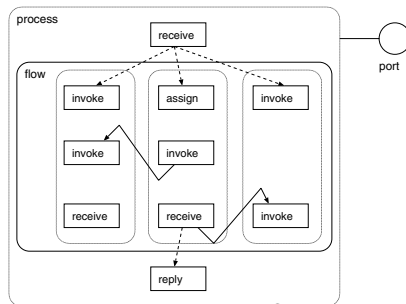 process
receive
port
flow
invoke
assign
invoke
invoke
invoke
receive
receive
invoke
reply